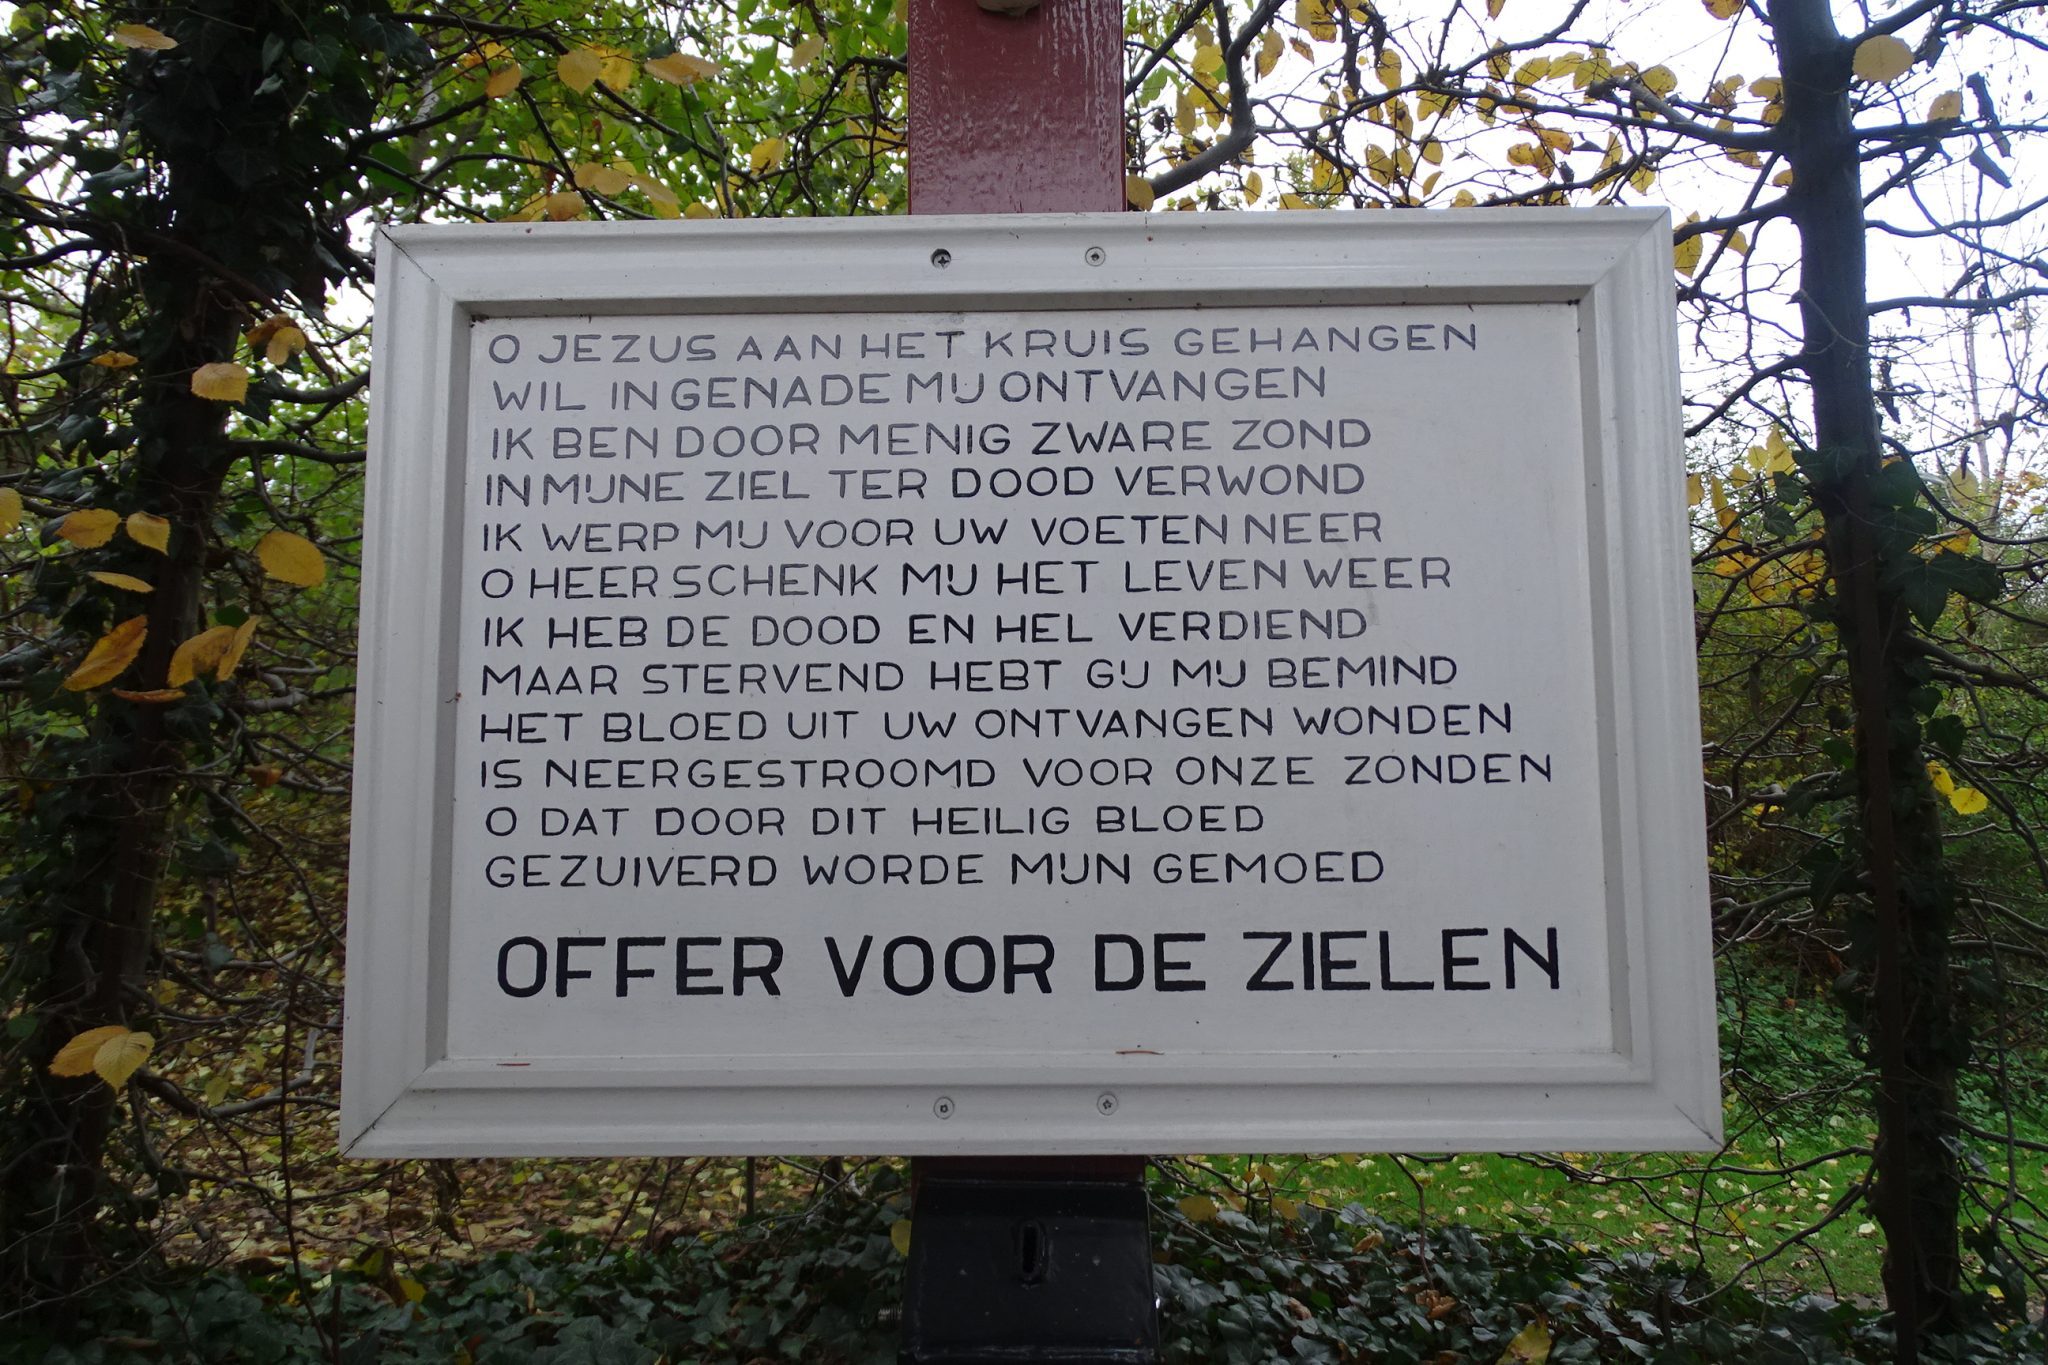 O JEZUS AAN HET KRUIS GEHANGEN
WIL IN GENADE MIJ ONTVANGEN
IK BEN DOOR MENIG ZWARE ZOND
IN MIJNE ZIEL TER DOOD VERWOND
IK WERP MIJ VOOR UW VOETEN NEER
O HEER SCHENK MIJ HET LEVEN WEER
IK HEB DE DOOD EN HEL VERDIEND
MAAR STERVEND HEBT GIJ MIJ BEMIND
HET BLOED UIT UW ONTVANGEN WONDEN
IS NEERGESTROOMD VOOR ONZE ZONDEN
O DAT DOOR DIT HEILIG BLOED
GEZUIVERD WORDE MIJN GEMOED
OFFER VOOR DE ZIELEN